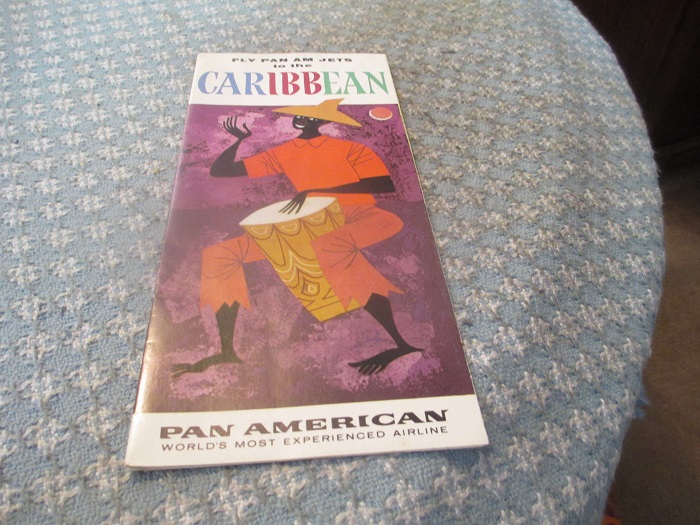 FLY PAN AM JETS
to the
CARIBBEAN
PAN AMERICAN
WORLD'S MOST EXPERIENCED AIRLINE